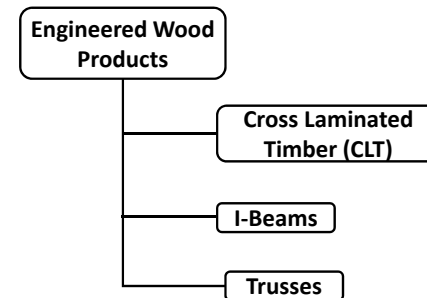 Engineered Wood
Products
Cross Laminated
Timber (CLT)
I-Beams
Trusses